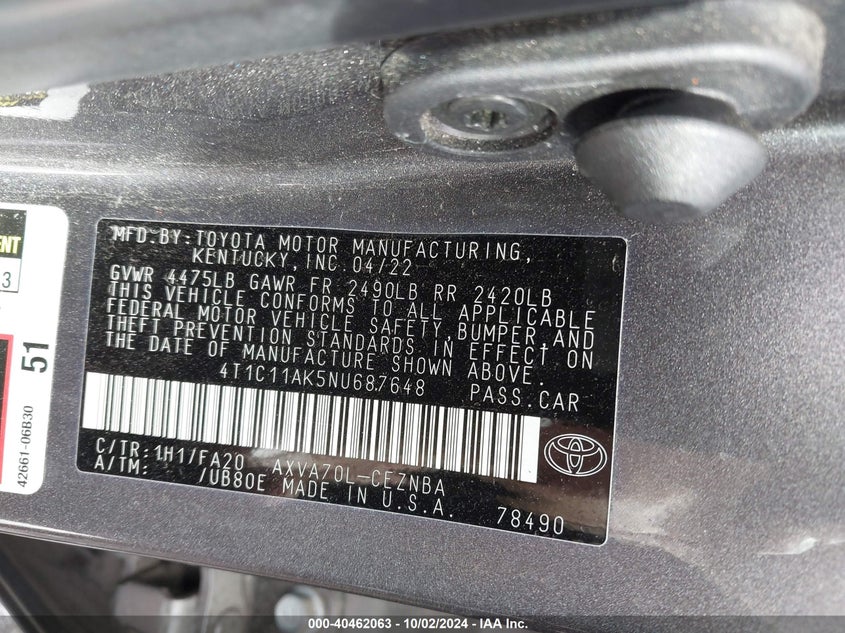 MFD.BY:TOYOTA MOTOR MANUFACTURING,
KENTUCKY, INC. 04/22
GVWR 4475LB GAWR FR 2490LB RR 2420LB
THIS VEHICLE CONFORMS TO ALL APPLICABLE
FEDERAL MOTOR VEHICLE SAFETY, BUMPER, AND
THEFT PREVENTION STANDARDS IN EFFECT ON
THE DATE OF MANUFACTURE SHOWN ABOVE.
4T1C11AK5NU687648 PASS.CAR
C/TR:1H1/FA20 AXVA70L-CEZNBA
A/TM: /UB80E MADE IN U.S.A. 78490
3
51
42661-06B30
000-40462063 - 10/02/2024 - IAA Inc.